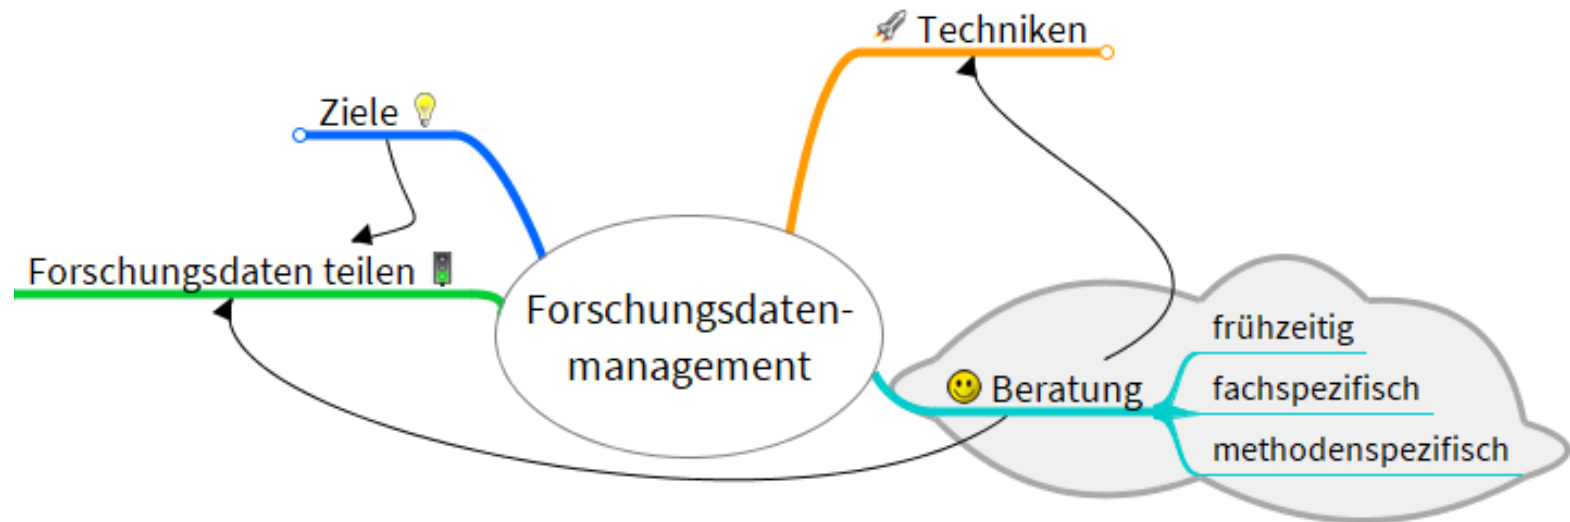 Techniken
Ziele
Forschungsdaten teilen
Forschungsdaten-
management
Beratung
frühzeitig
fachspezifisch
methodenspezifisch